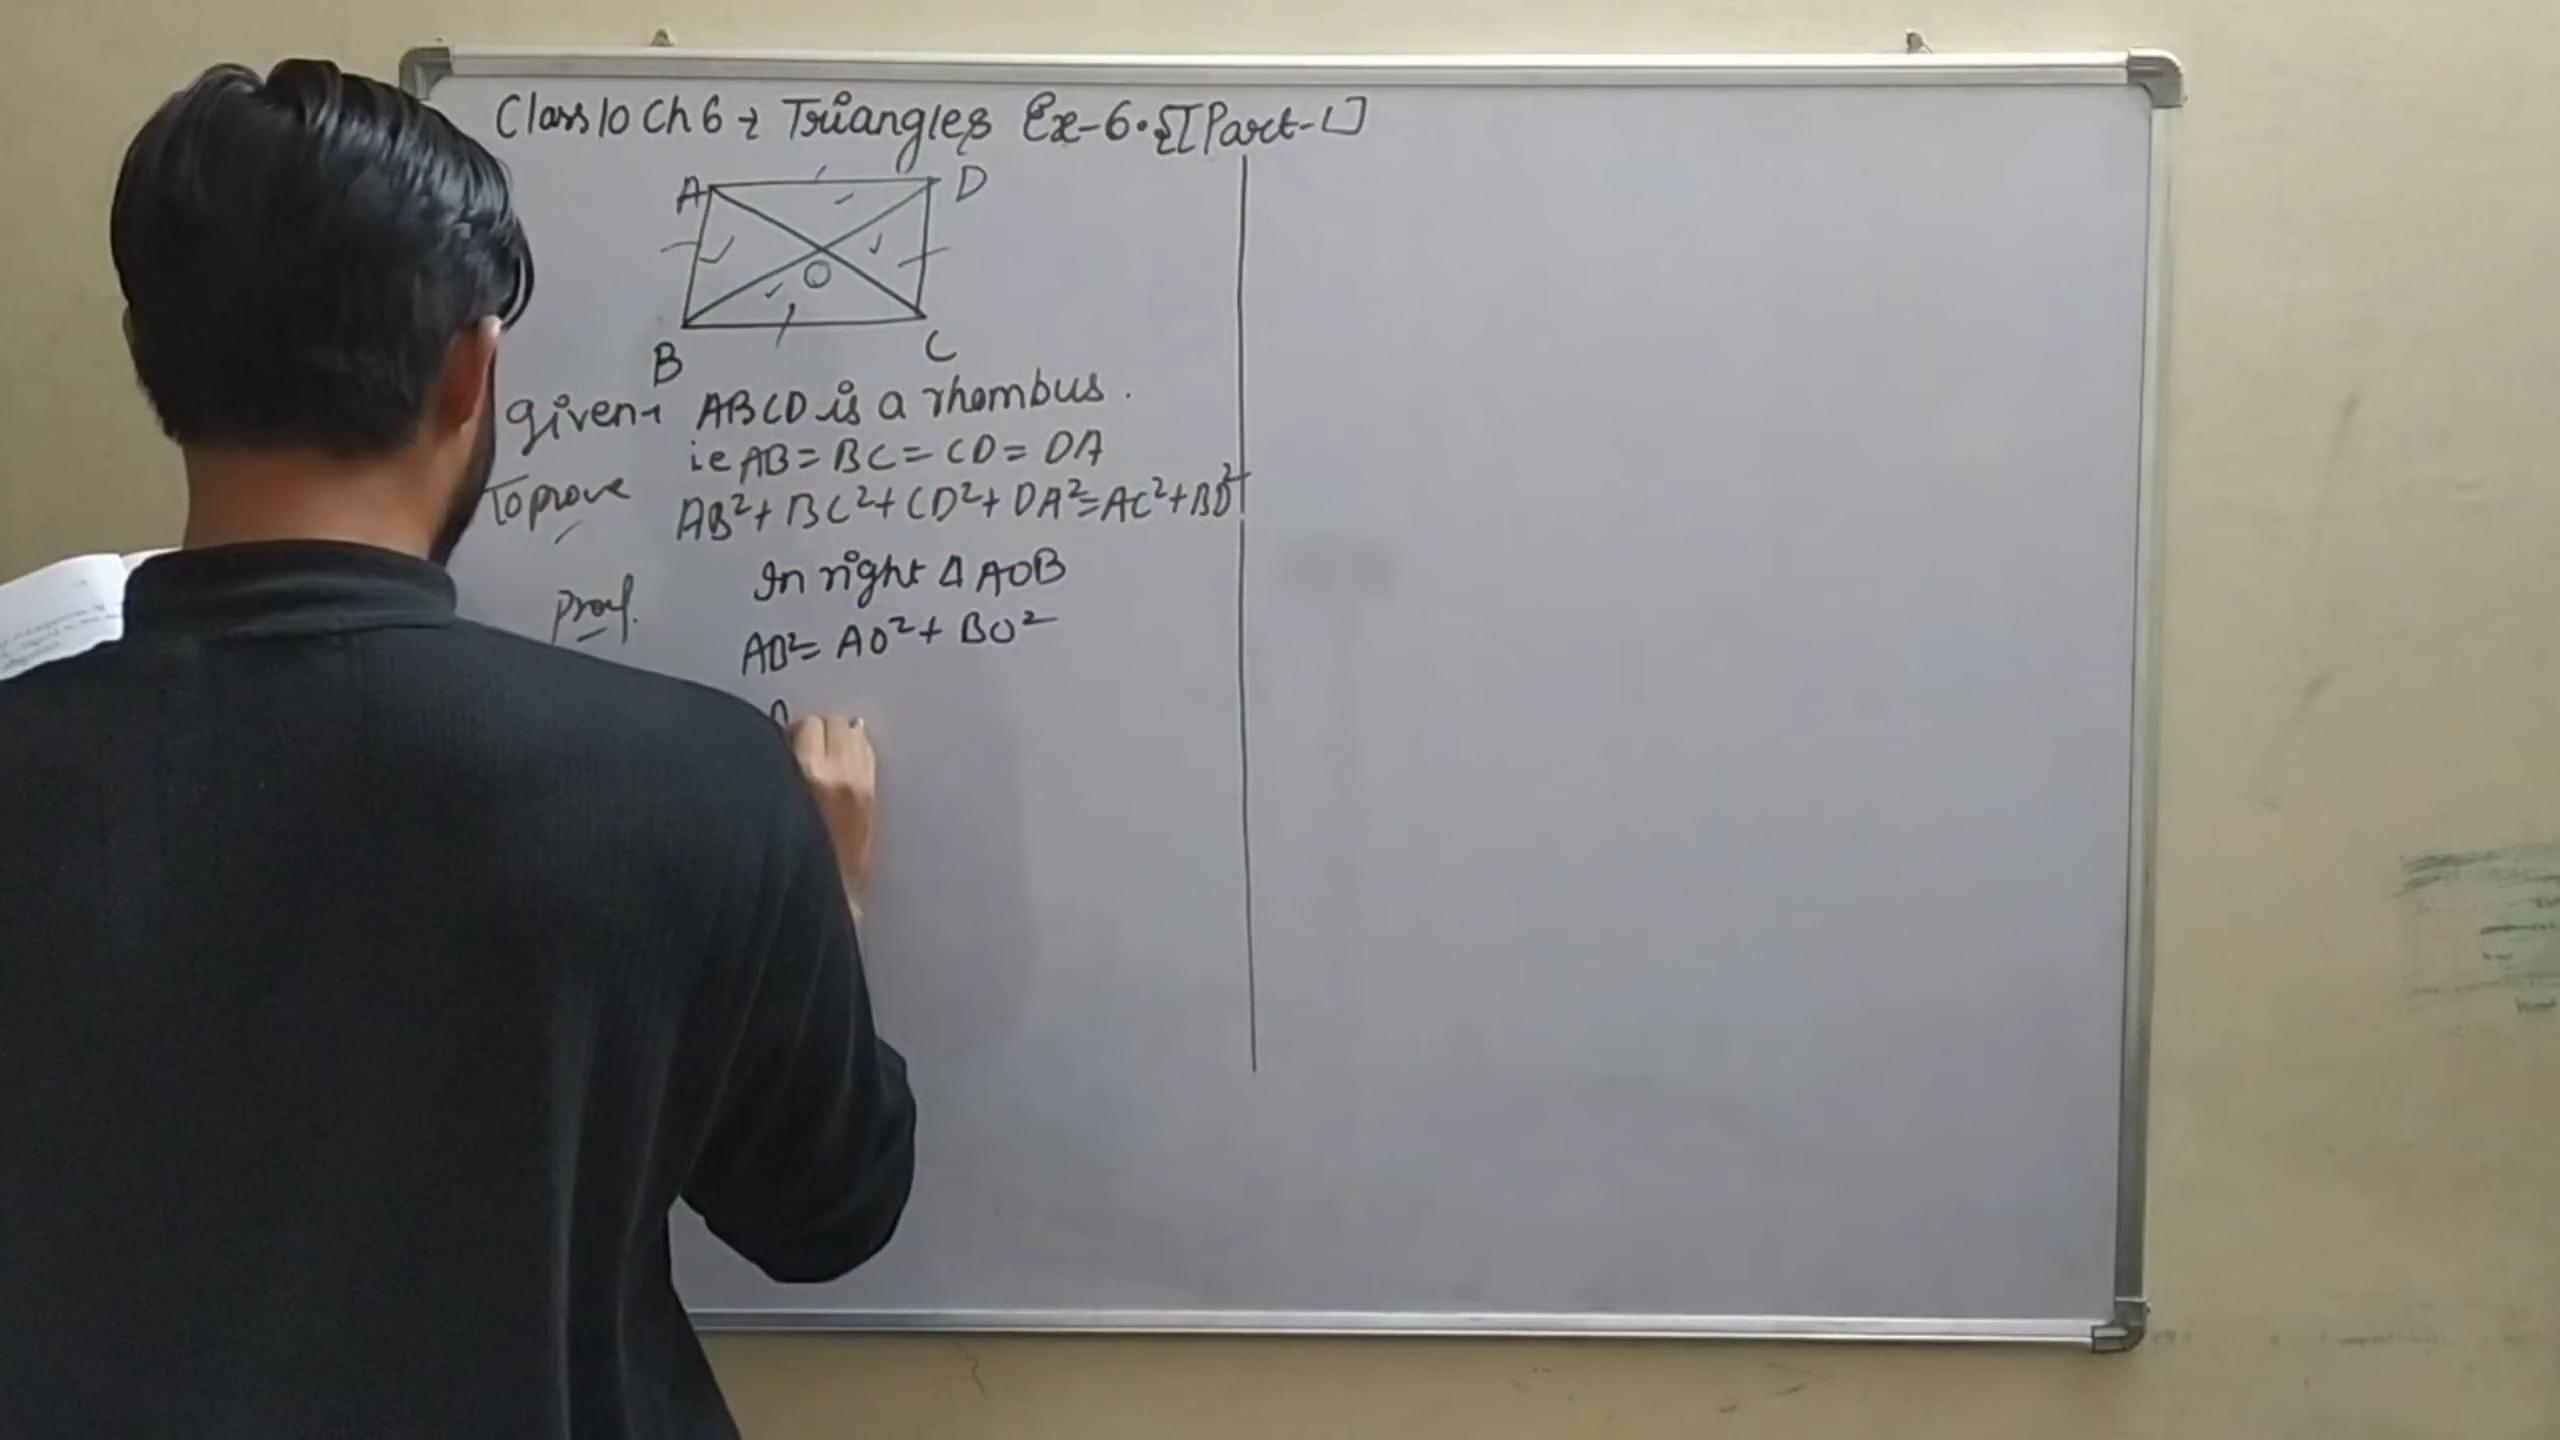 Class 10 Ch 6 → Triangles Ex-6.5 [Part-1]
A D
O
B C
given → ABCD is a rhombus.
i.e AB = BC = CD = DA
To prove AB²+ BC²+ CD²+ DA²= AC²+ BD²
Proof. In right Δ AOB
AB²= AO²+ BO²